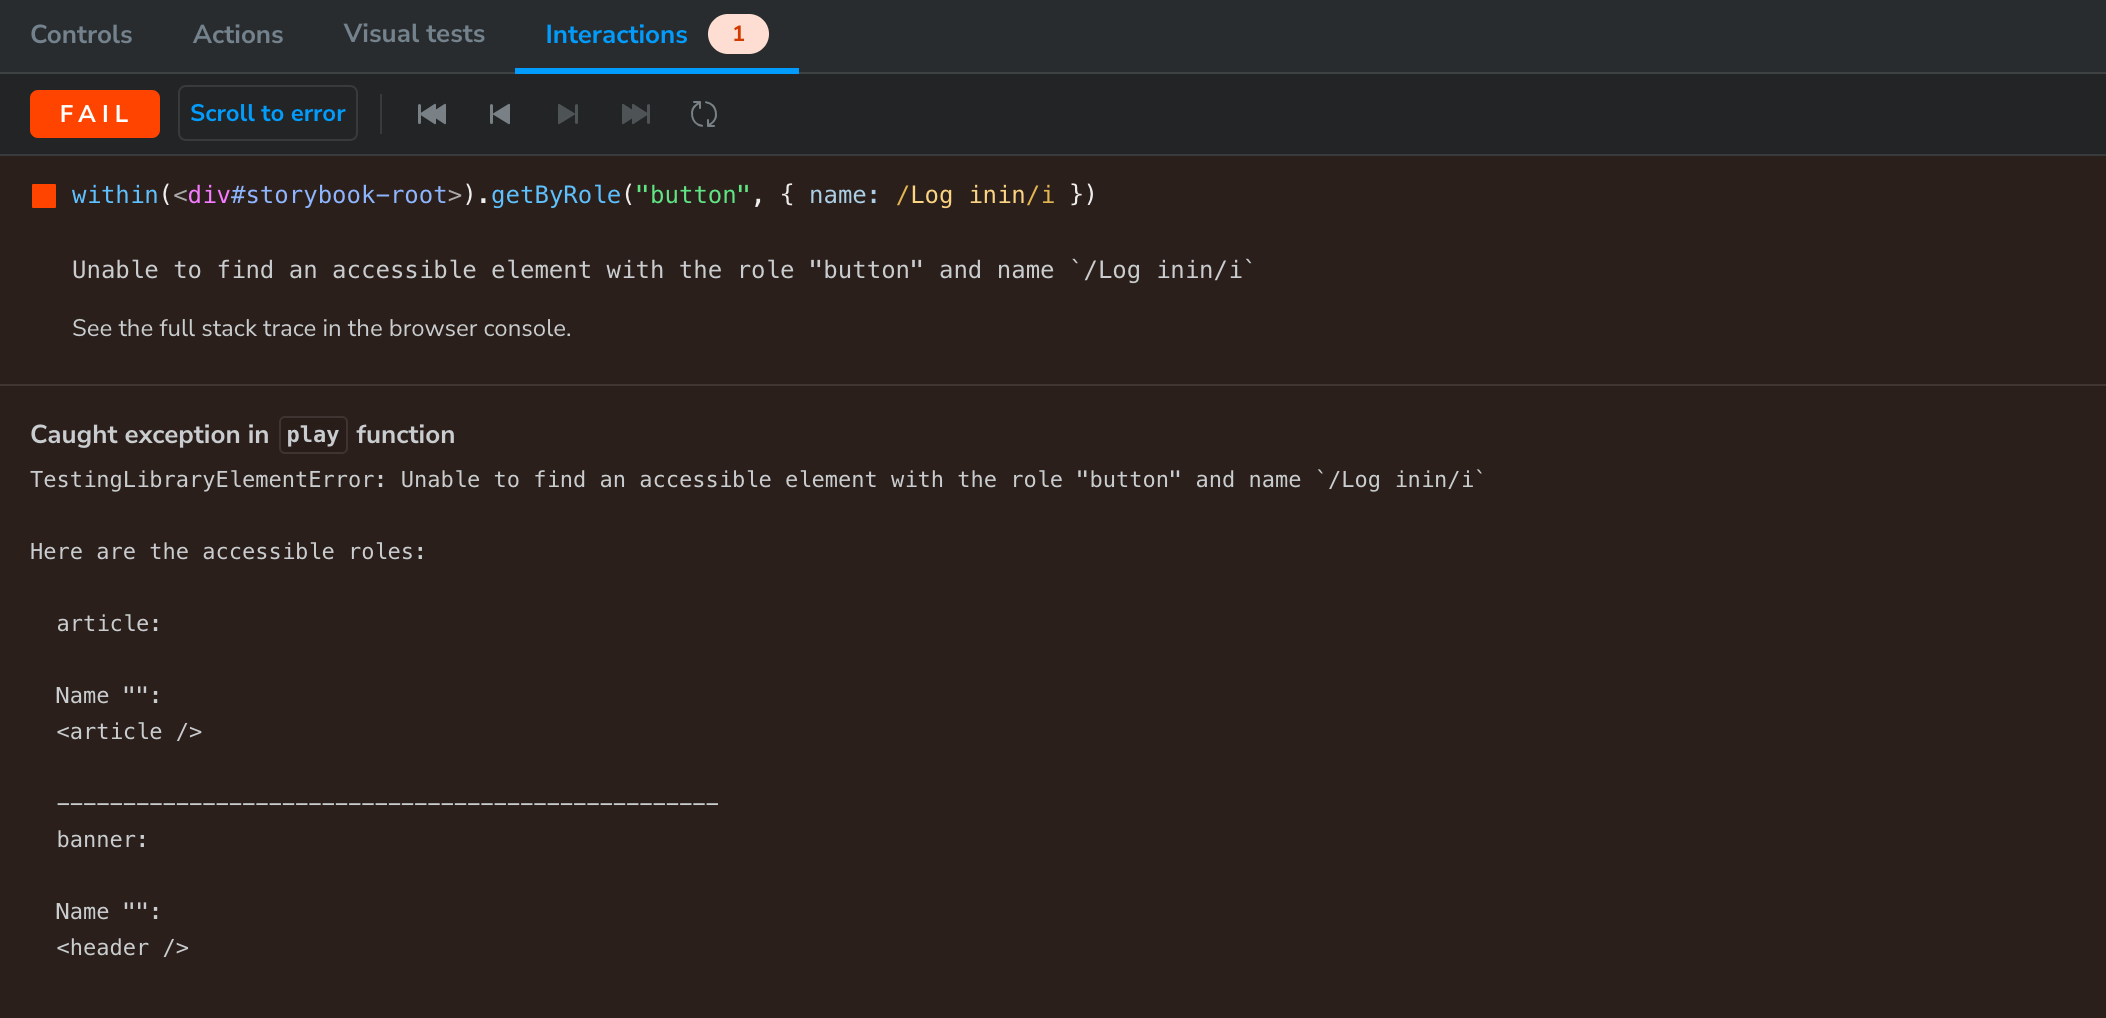 Controls Actions Visual tests Interactions 1
FAIL Scroll to error
within(<div#storybook-root>).getByRole("button", { name: /Log inin/i })
Unable to find an accessible element with the role "button" and name `/Log inin/i`
See the full stack trace in the browser console.
Caught exception in play function
TestingLibraryElementError: Unable to find an accessible element with the role "button" and name `/Log inin/i`
Here are the accessible roles:
article:
Name "":
<article />
--------------------------------------------------
banner:
Name "":
<header />